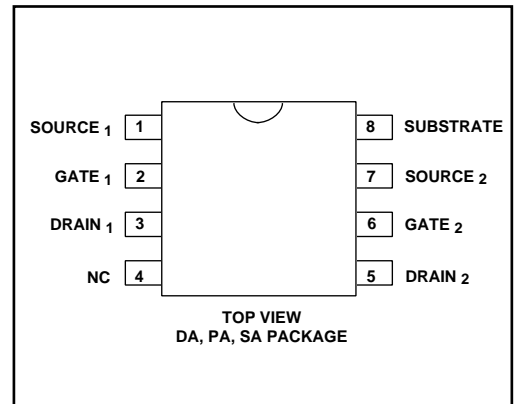 SOURCE 1 1 8 SUBSTRATE
GATE 1 2 7 SOURCE 2
DRAIN 1 3 6 GATE 2
NC 4 5 DRAIN 2
TOP VIEW
DA, PA, SA PACKAGE